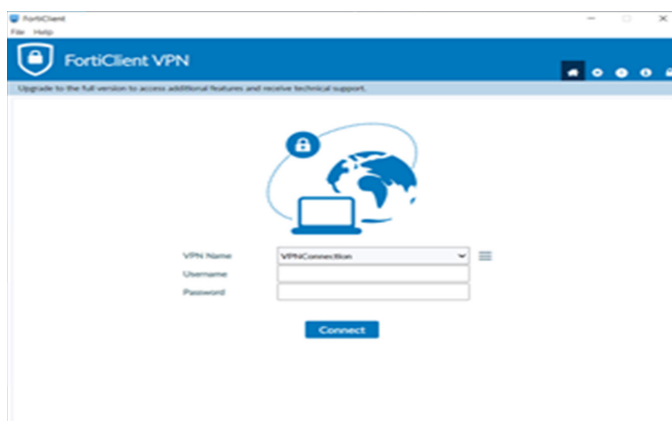 FortiClient
File Help
FortiClient VPN
Upgrade to the full version to access additional features and receive technical support.
VPN Name VPNConnection
Username
Password
Connect